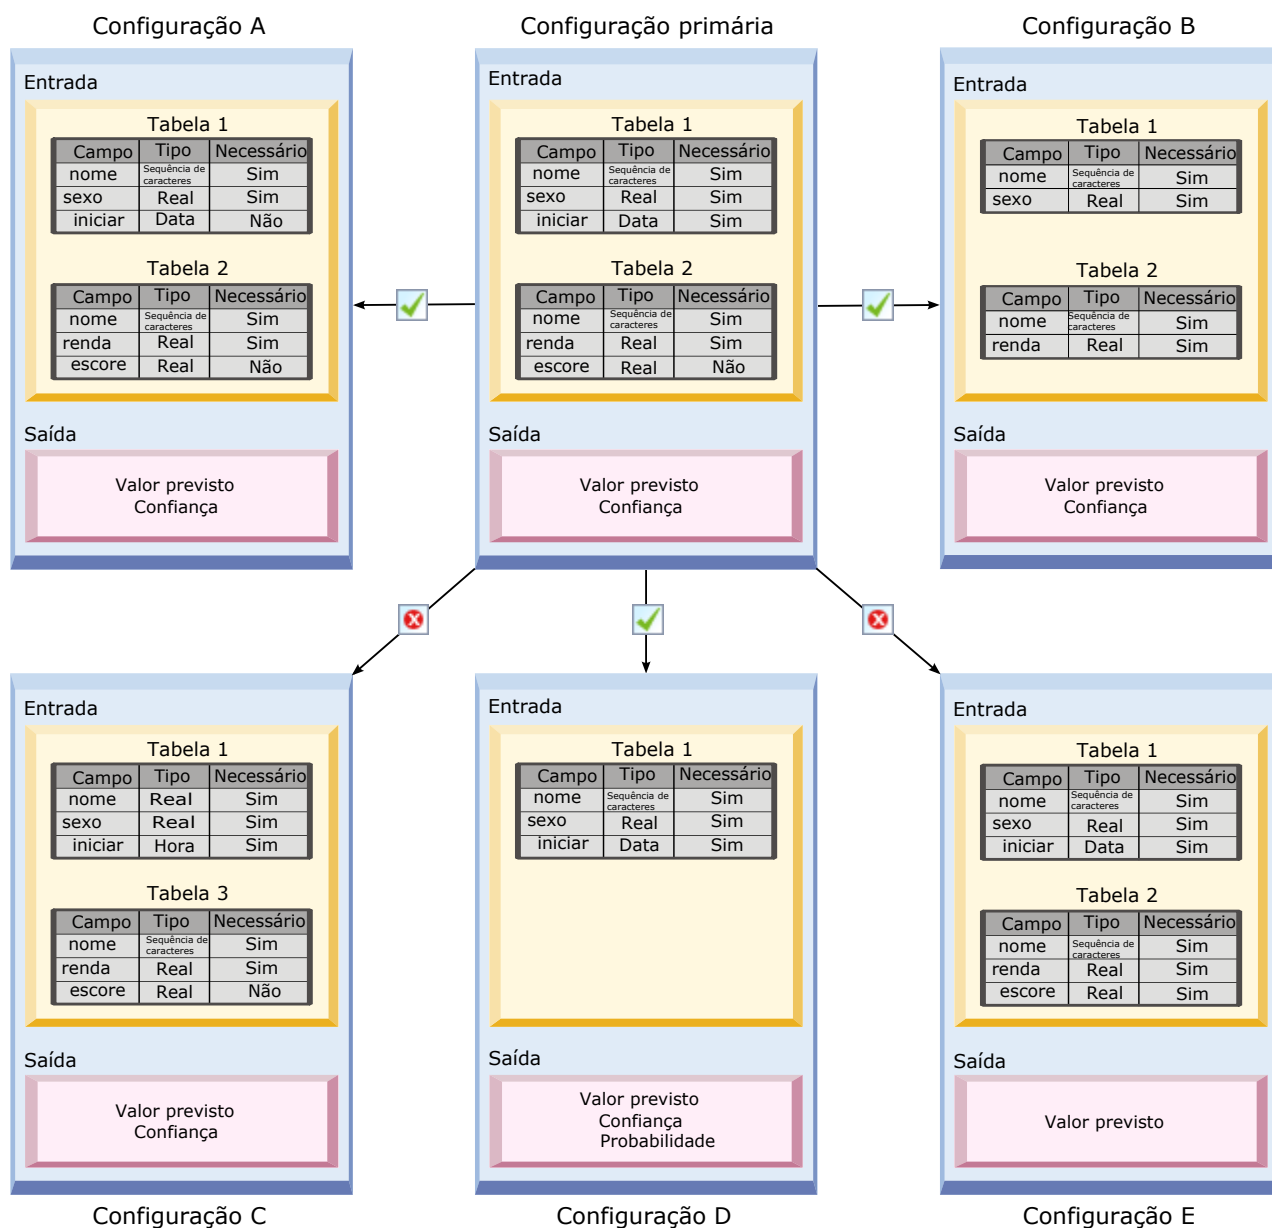 Configuração A
Entrada
Tabela 1
Campo Tipo Necessário
nome Sequência de caracteres Sim
sexo Real Sim
iniciar Data Não
Tabela 2
Campo Tipo Necessário
nome Sequência de caracteres Sim
renda Real Sim
escore Real Não
Saída
Valor previsto
Confiança
Configuração primária
Entrada
Tabela 1
Campo Tipo Necessário
nome Sequência de caracteres Sim
sexo Real Sim
iniciar Data Sim
Tabela 2
Campo Tipo Necessário
nome Sequência de caracteres Sim
renda Real Sim
escore Real Não
Saída
Valor previsto
Confiança
Configuração B
Entrada
Tabela 1
Campo Tipo Necessário
nome Sequência de caracteres Sim
sexo Real Sim
Tabela 2
Campo Tipo Necessário
nome Sequência de caracteres Sim
renda Real Sim
Saída
Valor previsto
Confiança
Entrada
Tabela 1
Campo Tipo Necessário
nome Real Sim
sexo Real Sim
iniciar Hora Sim
Tabela 3
Campo Tipo Necessário
nome Sequência de caracteres Sim
renda Real Sim
escore Real Não
Saída
Valor previsto
Confiança
Configuração C
Entrada
Tabela 1
Campo Tipo Necessário
nome Sequência de caracteres Sim
sexo Real Sim
iniciar Data Sim
Saída
Valor previsto
Confiança
Probabilidade
Configuração D
Entrada
Tabela 1
Campo Tipo Necessário
nome Sequência de caracteres Sim
sexo Real Sim
iniciar Data Sim
Tabela 2
Campo Tipo Necessário
nome Sequência de caracteres Sim
renda Real Sim
escore Real Sim
Saída
Valor previsto
Configuração E